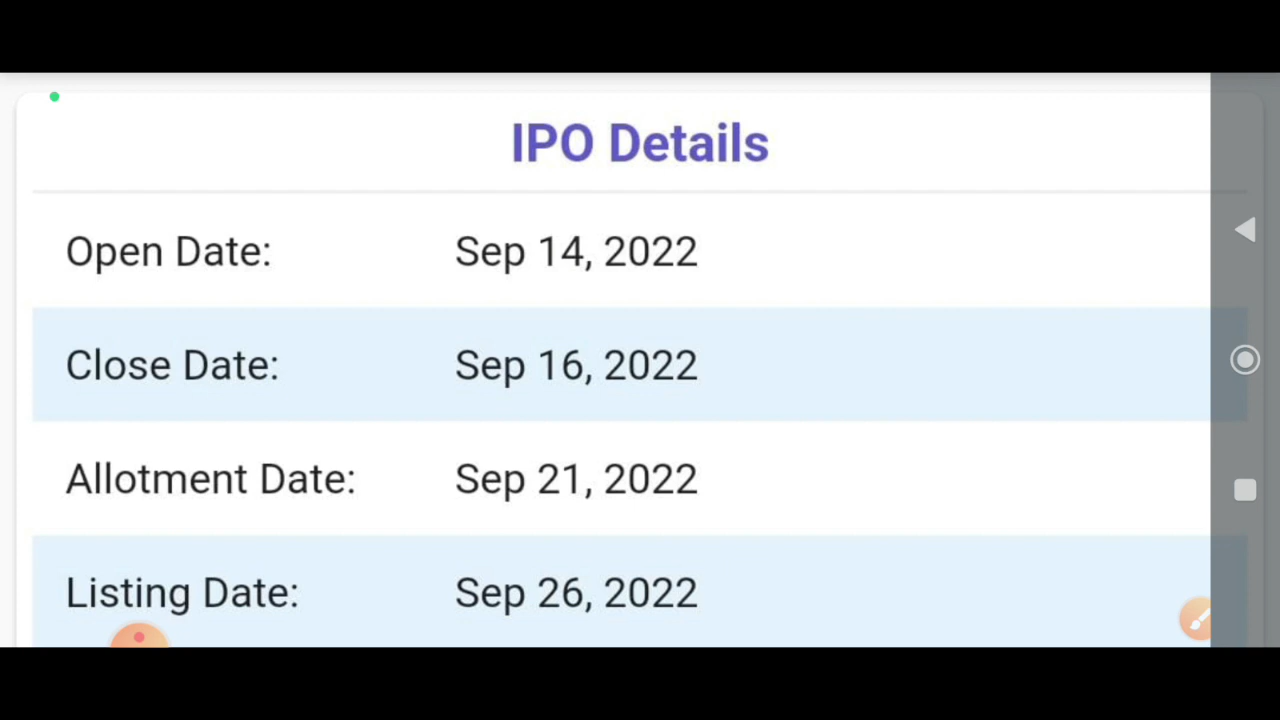 IPO Details
Open Date: Sep 14, 2022
Close Date: Sep 16, 2022
Allotment Date: Sep 21, 2022
Listing Date: Sep 26, 2022